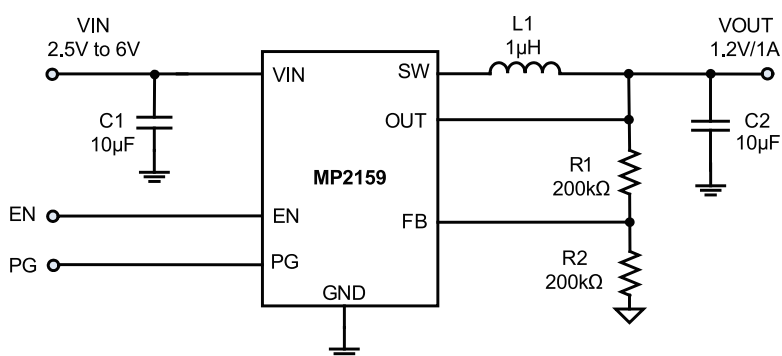 VIN
2.5V to 6V
L1
1µH
VOUT
1.2V/1A
VIN
SW
C1
10µF
OUT
C2
10µF
MP2159
R1
200kΩ
EN
EN
FB
PG
PG
R2
200kΩ
GND